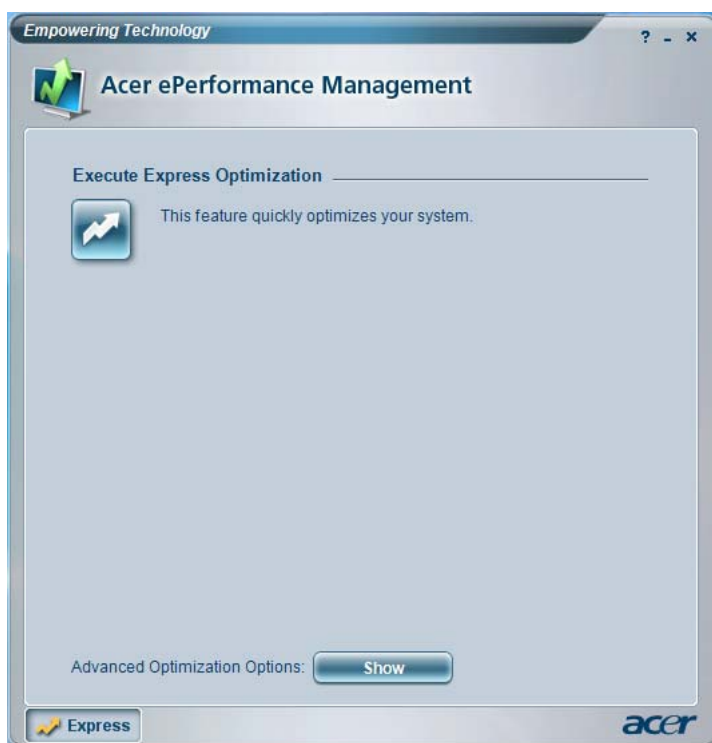 Empowering Technology
? - ×
Acer ePerformance Management
Execute Express Optimization
This feature quickly optimizes your system.
Advanced Optimization Options: Show
Express
acer